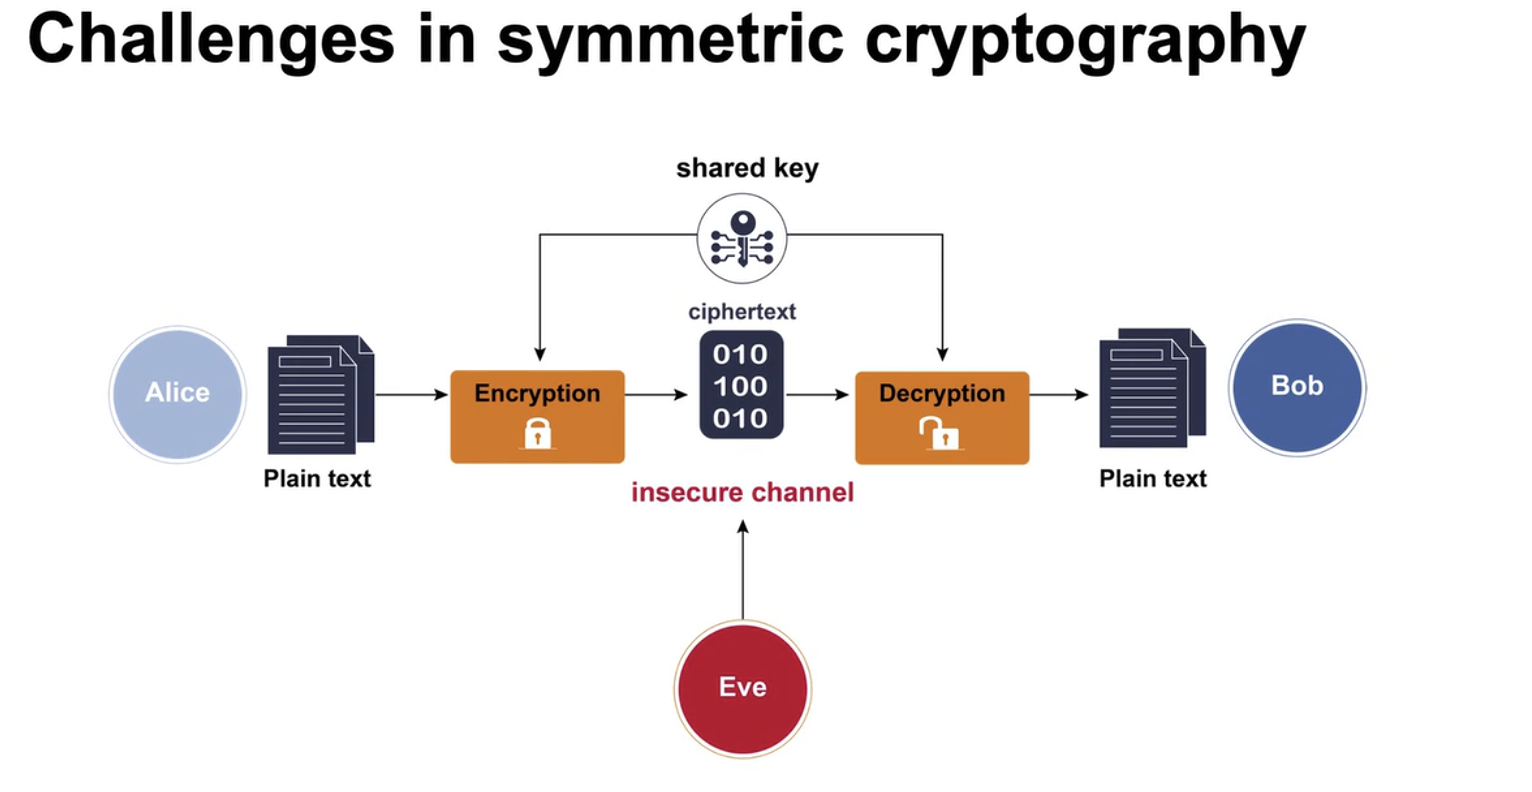 Challenges in symmetric cryptography
shared key
ciphertext
010
100
010
Alice
Encryption
Decryption
Bob
Plain text
Plain text
insecure channel
Eve